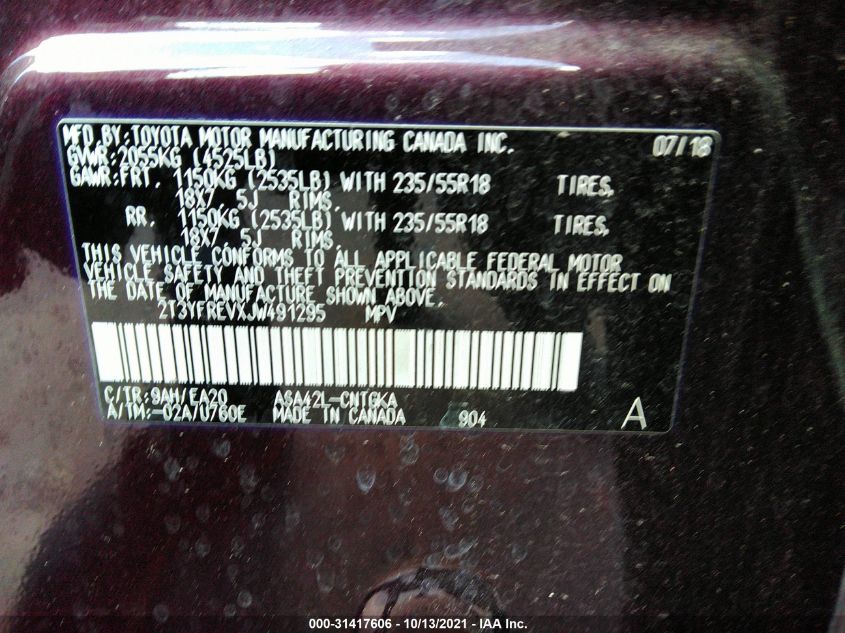 MFD BY: TOYOTA MOTOR MANUFACTURING CANADA INC. 07/18
GVWR: 2055KG (4525LB)
GAWR: FRT. 1150KG (2535LB) WITH 235/55R18 TIRES,
18X7. 5J RIMS,
RR. 1150KG (2535LB) WITH 235/55R18 TIRES,
18X7. 5J RIMS,
THIS VEHICLE CONFORMS TO ALL APPLICABLE FEDERAL MOTOR
VEHICLE SAFETY AND THEFT PREVENTION STANDARDS IN EFFECT ON
THE DATE OF MANUFACTURE SHOWN ABOVE.
2T3YFREVXJW491295 MPV
C/TR: 9AH/EA20 ASA42L-CNTGKA
A/TM: -02A/U760E MADE IN CANADA 904 A
000-31417606 - 10/13/2021 - IAA Inc.